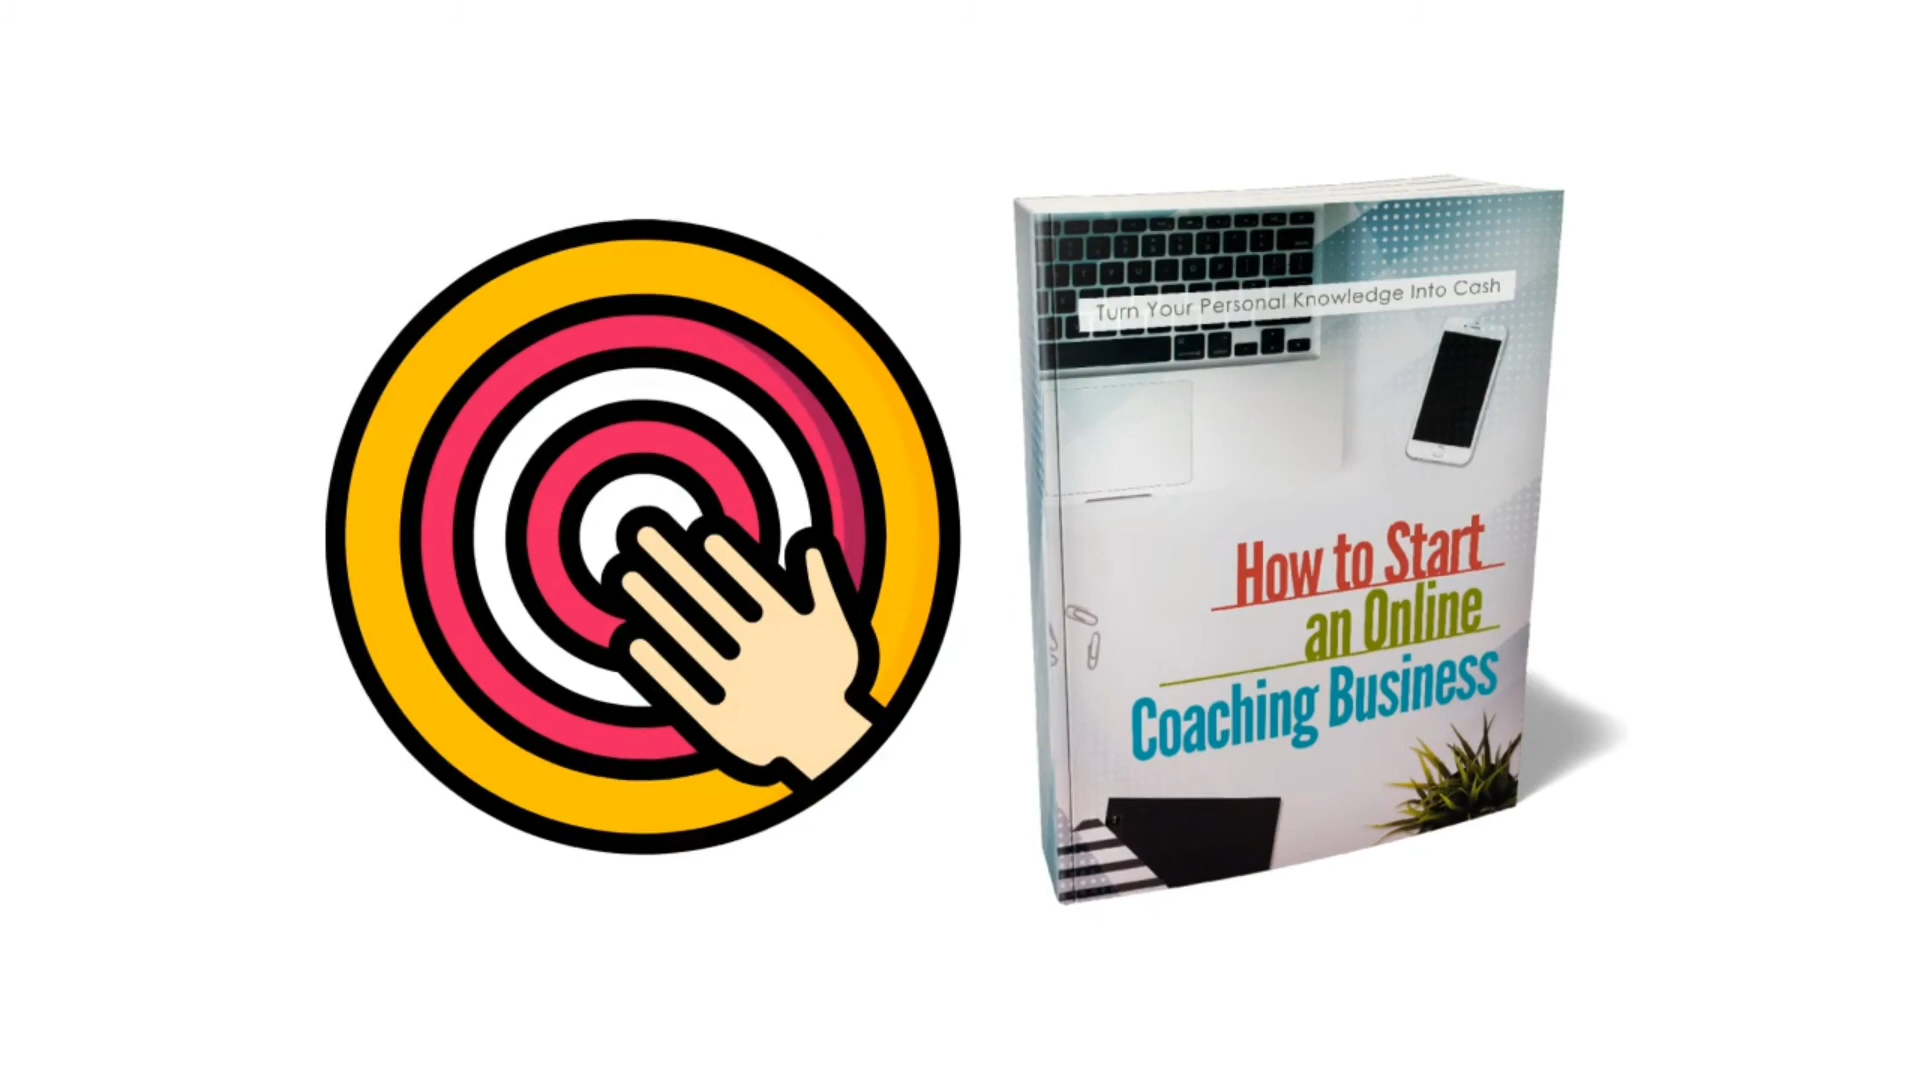 Turn Your Personal Knowledge Into Cash
How to Start
an Online
Coaching Business